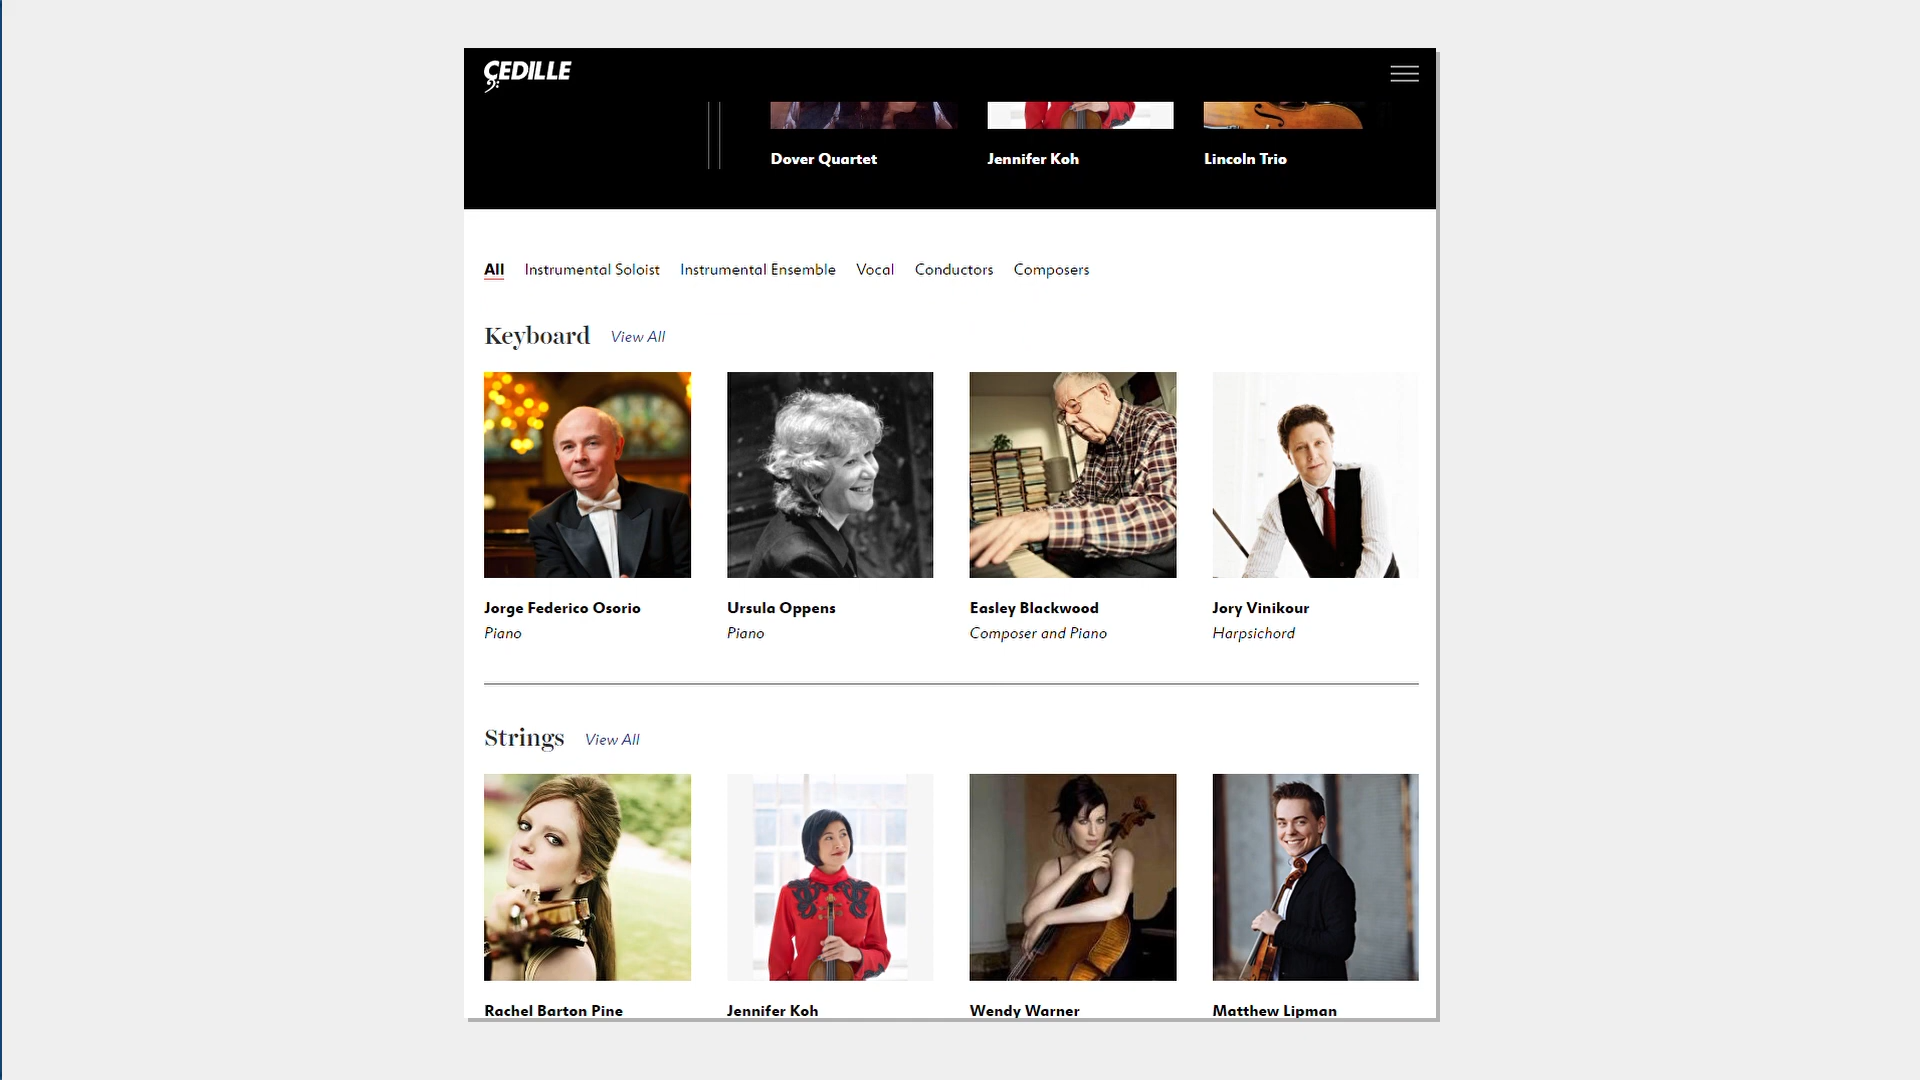 ÇEDILLE
Dover Quartet
Jennifer Koh
Lincoln Trio
All Instrumental Soloist Instrumental Ensemble Vocal Conductors Composers
Keyboard View All
Jorge Federico Osorio
Piano
Ursula Oppens
Piano
Easley Blackwood
Composer and Piano
Jory Vinikour
Harpsichord
Strings View All
Rachel Barton Pine
Jennifer Koh
Wendy Warner
Matthew Lipman